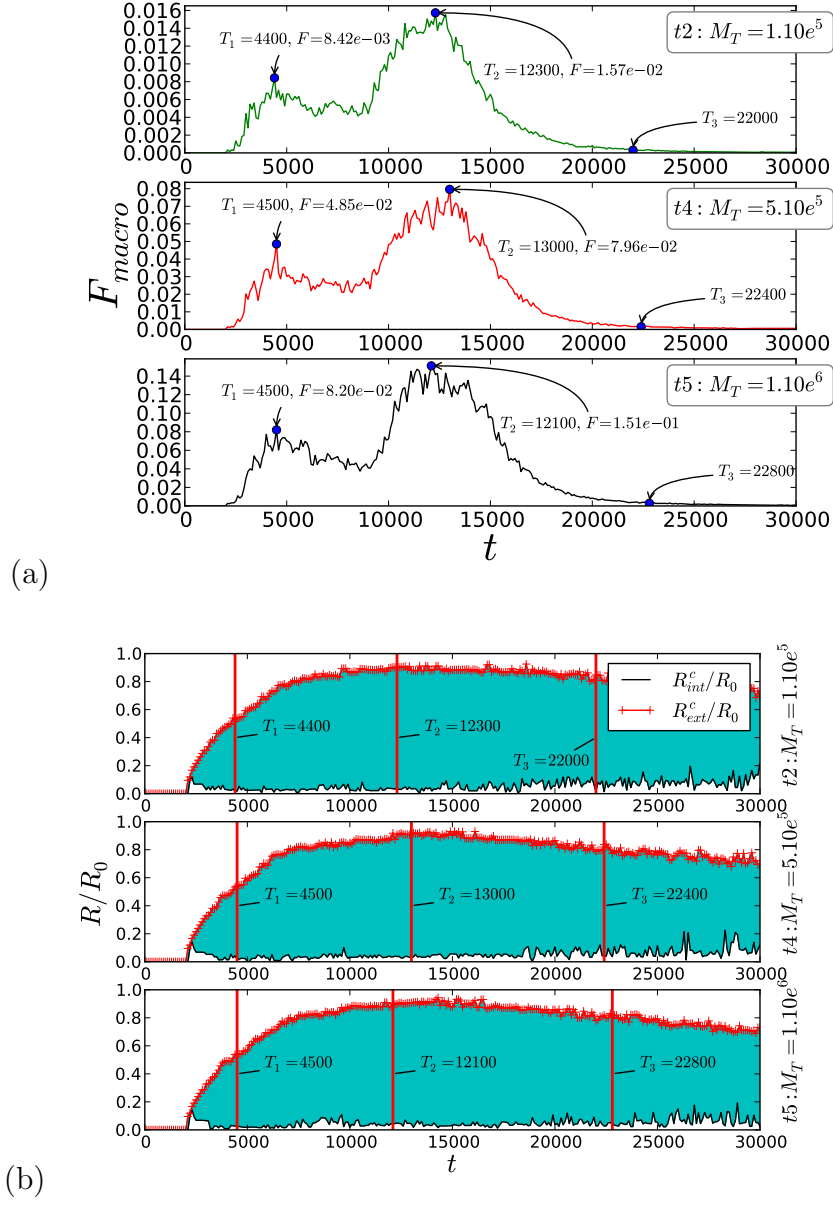 0.016
0.014
0.012
0.010
0.008
0.006
0.004
0.002
0.000
T₁ =4400, F=8.42e−03
T₂ =12300, F=1.57e−02
T₃ =22000
t2 : M_T =1.10e⁵
0 5000 10000 15000 20000 25000 30000
0.08
0.07
0.06
0.05
0.04
0.03
0.02
0.01
0.00
F_macro
T₁ =4500, F=4.85e−02
T₂ =13000, F=7.96e−02
T₃ =22400
t4 : M_T =5.10e⁵
0 5000 10000 15000 20000 25000 30000
0.14
0.12
0.10
0.08
0.06
0.04
0.02
0.00
T₁ =4500, F=8.20e−02
T₂ =12100, F=1.51e−01
T₃ =22800
t5 : M_T =1.10e⁶
0 5000 10000 15000 20000 25000 30000
t
(a)
1.0
0.8
0.6
0.4
0.2
0.0
T₁ =4400
T₂ =12300
T₃ =22000
R^c_int/R₀
R^c_ext/R₀
t2 : M_T =1.10e⁵
0 5000 10000 15000 20000 25000 30000
1.0
0.8
0.6
0.4
0.2
0.0
R/R₀
T₁ =4500
T₂ =13000
T₃ =22400
t4 : M_T =5.10e⁵
0 5000 10000 15000 20000 25000 30000
1.0
0.8
0.6
0.4
0.2
0.0
T₁ =4500
T₂ =12100
T₃ =22800
t5 : M_T =1.10e⁶
0 5000 10000 15000 20000 25000 30000
t
(b)